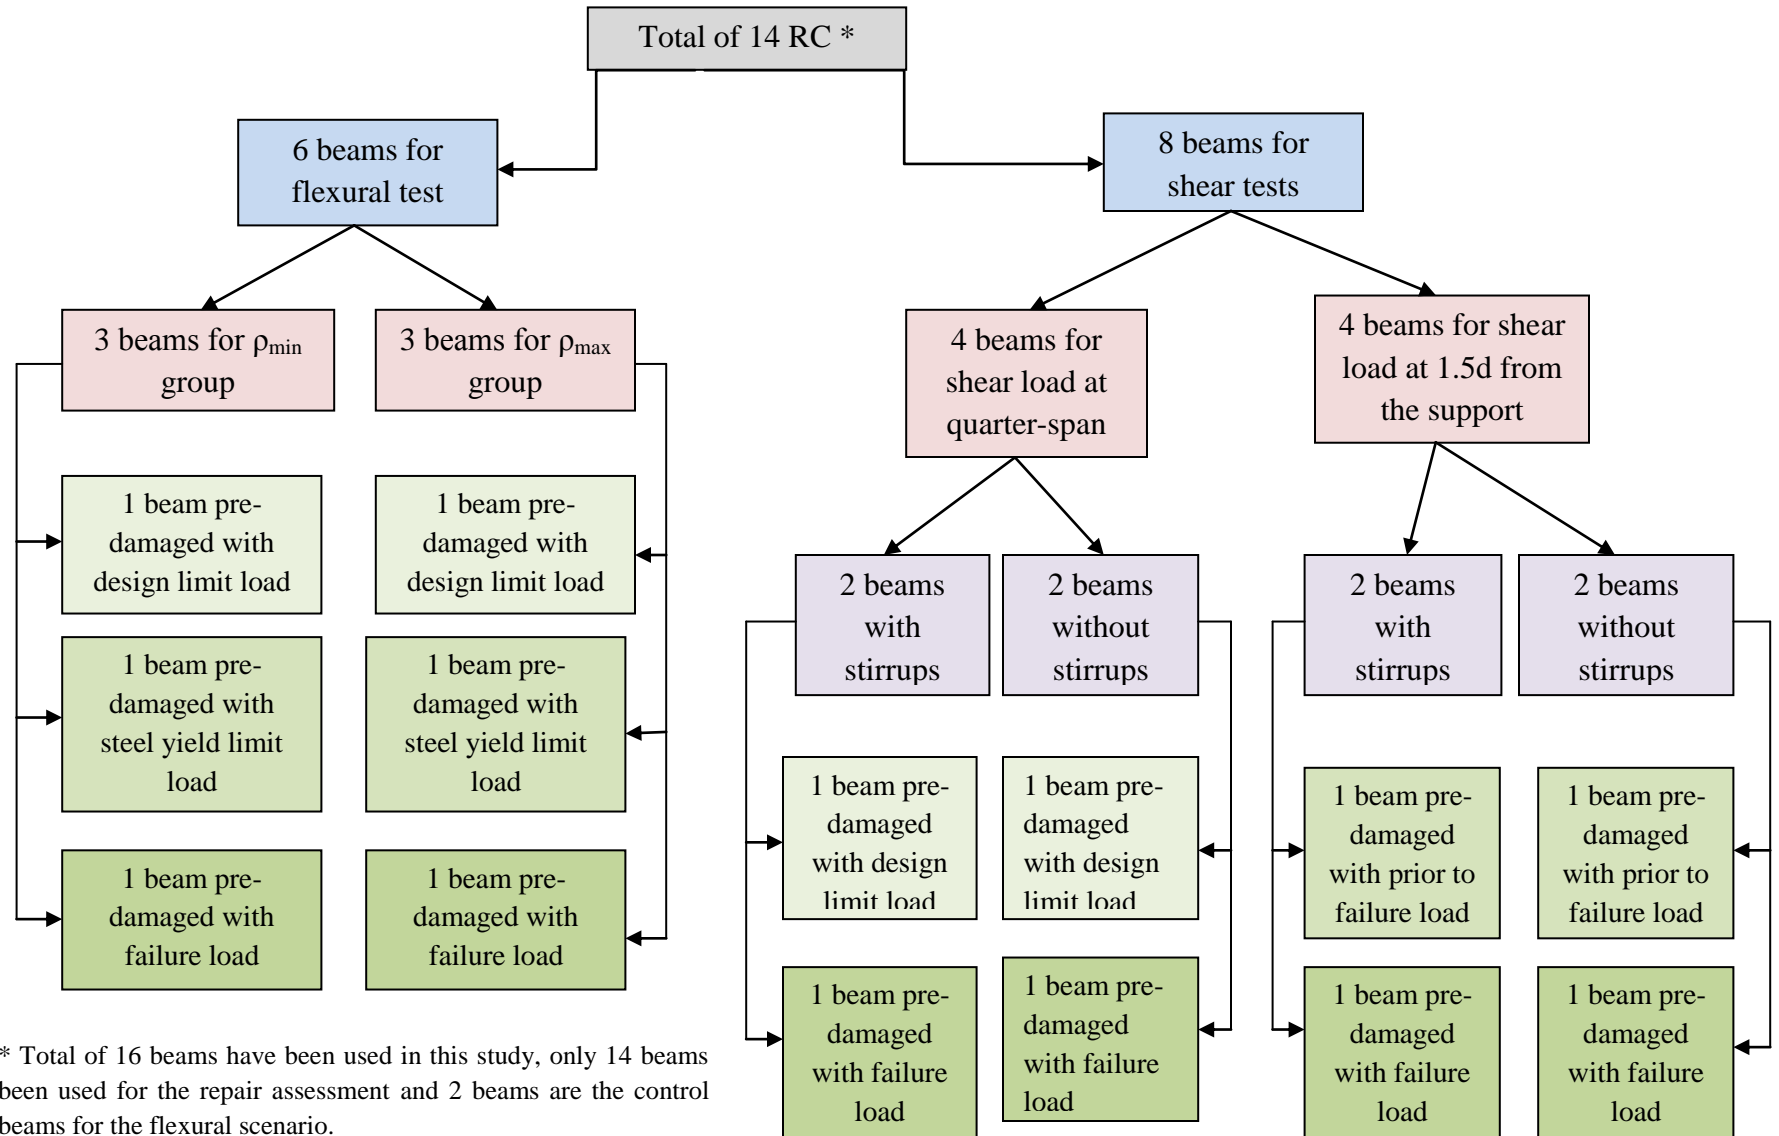 Total of 14 RC *
6 beams for
flexural test
8 beams for
shear tests
3 beams for ρmin
group
3 beams for ρmax
group
4 beams for
shear load at
quarter-span
4 beams for shear
load at 1.5d from
the support
1 beam pre-
damaged with
design limit load
1 beam pre-
damaged with
design limit load
2 beams
with
stirrups
2 beams
without
stirrups
2 beams
with
stirrups
2 beams
without
stirrups
1 beam pre-
damaged with
steel yield limit
load
1 beam pre-
damaged with
steel yield limit
load
1 beam pre-
damaged
with design
limit load
1 beam pre-
damaged
with design
limit load
1 beam pre-
damaged
with prior to
failure load
1 beam pre-
damaged
with prior to
failure load
1 beam pre-
damaged with
failure load
1 beam pre-
damaged with
failure load
1 beam pre-
damaged
with failure
load
1 beam pre-
damaged
with failure
load
1 beam pre-
damaged
with failure
load
1 beam pre-
damaged
with failure
load
* Total of 16 beams have been used in this study, only 14 beams
been used for the repair assessment and 2 beams are the control
beams for the flexural scenario.